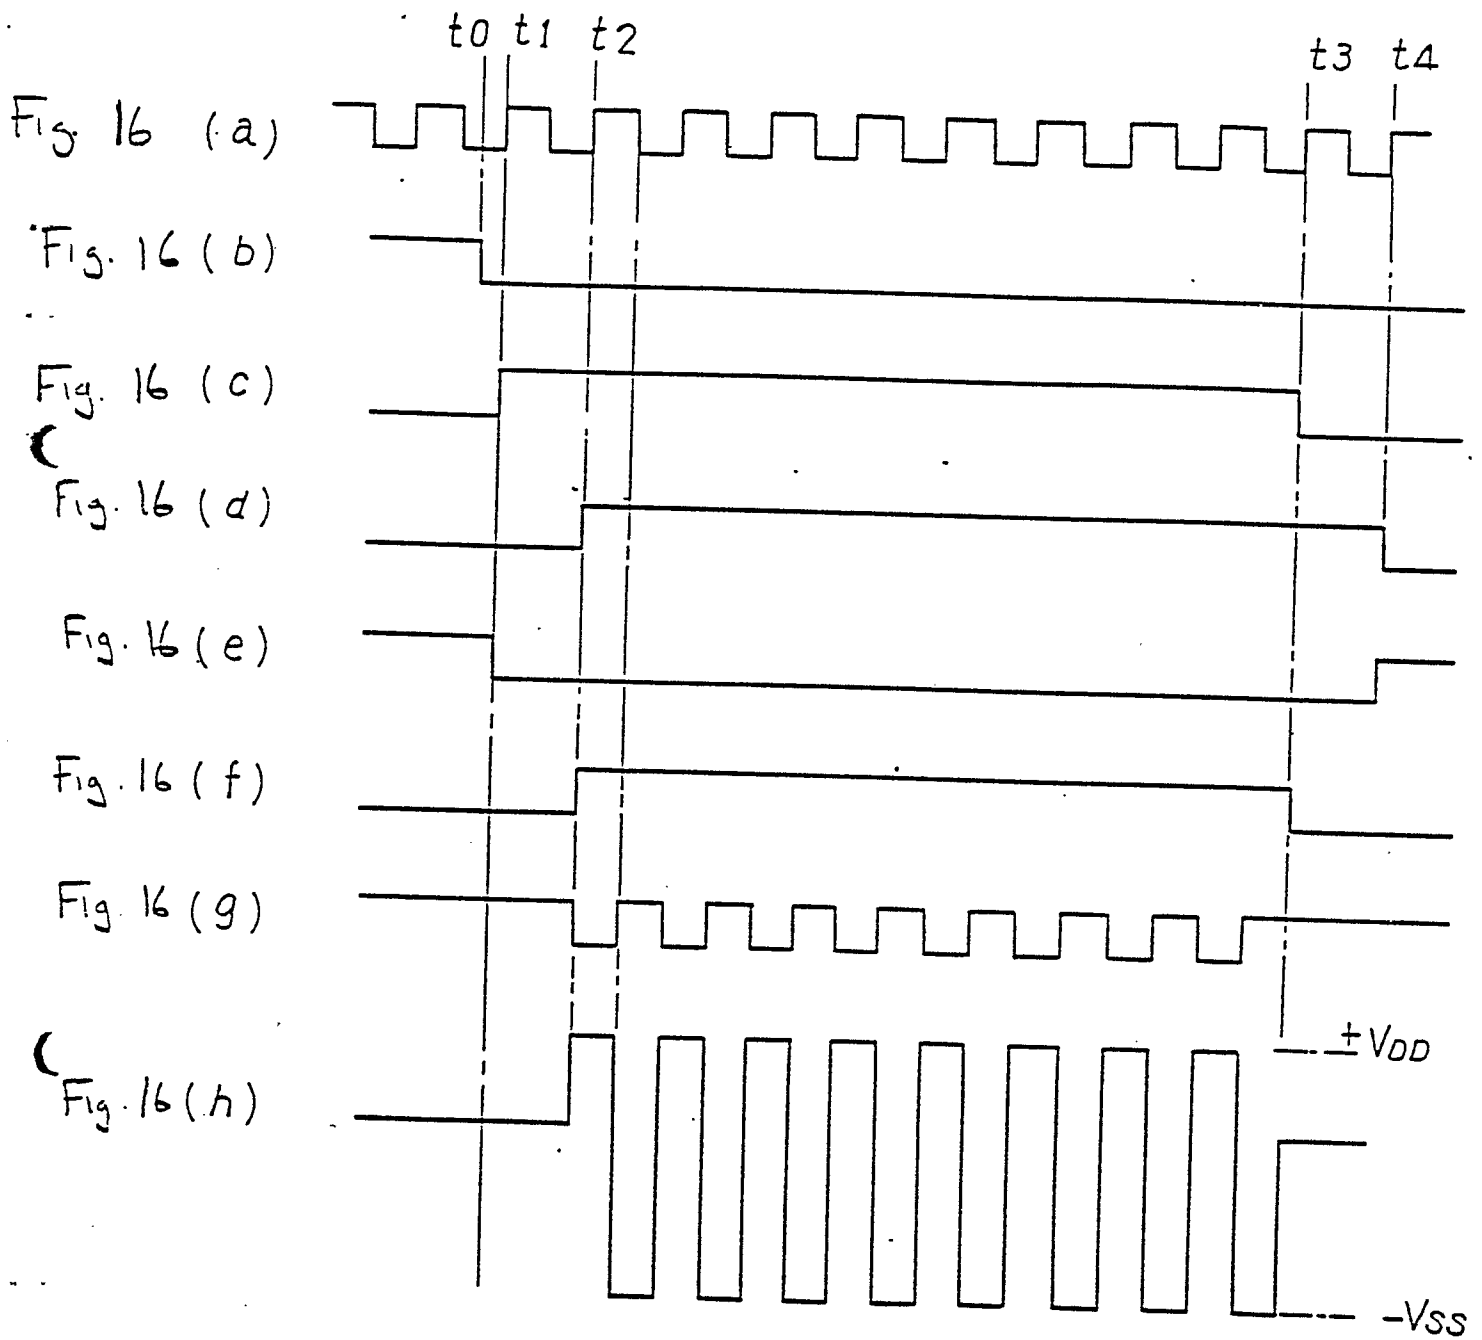 t0 t1 t2
t3 t4
Fig. 16 (a)
Fig. 16 (b)
Fig. 16 (c)
Fig. 16 (d)
Fig. 16 (e)
Fig. 16 (f)
Fig. 16 (g)
+VDD
Fig. 16 (h)
-VSS